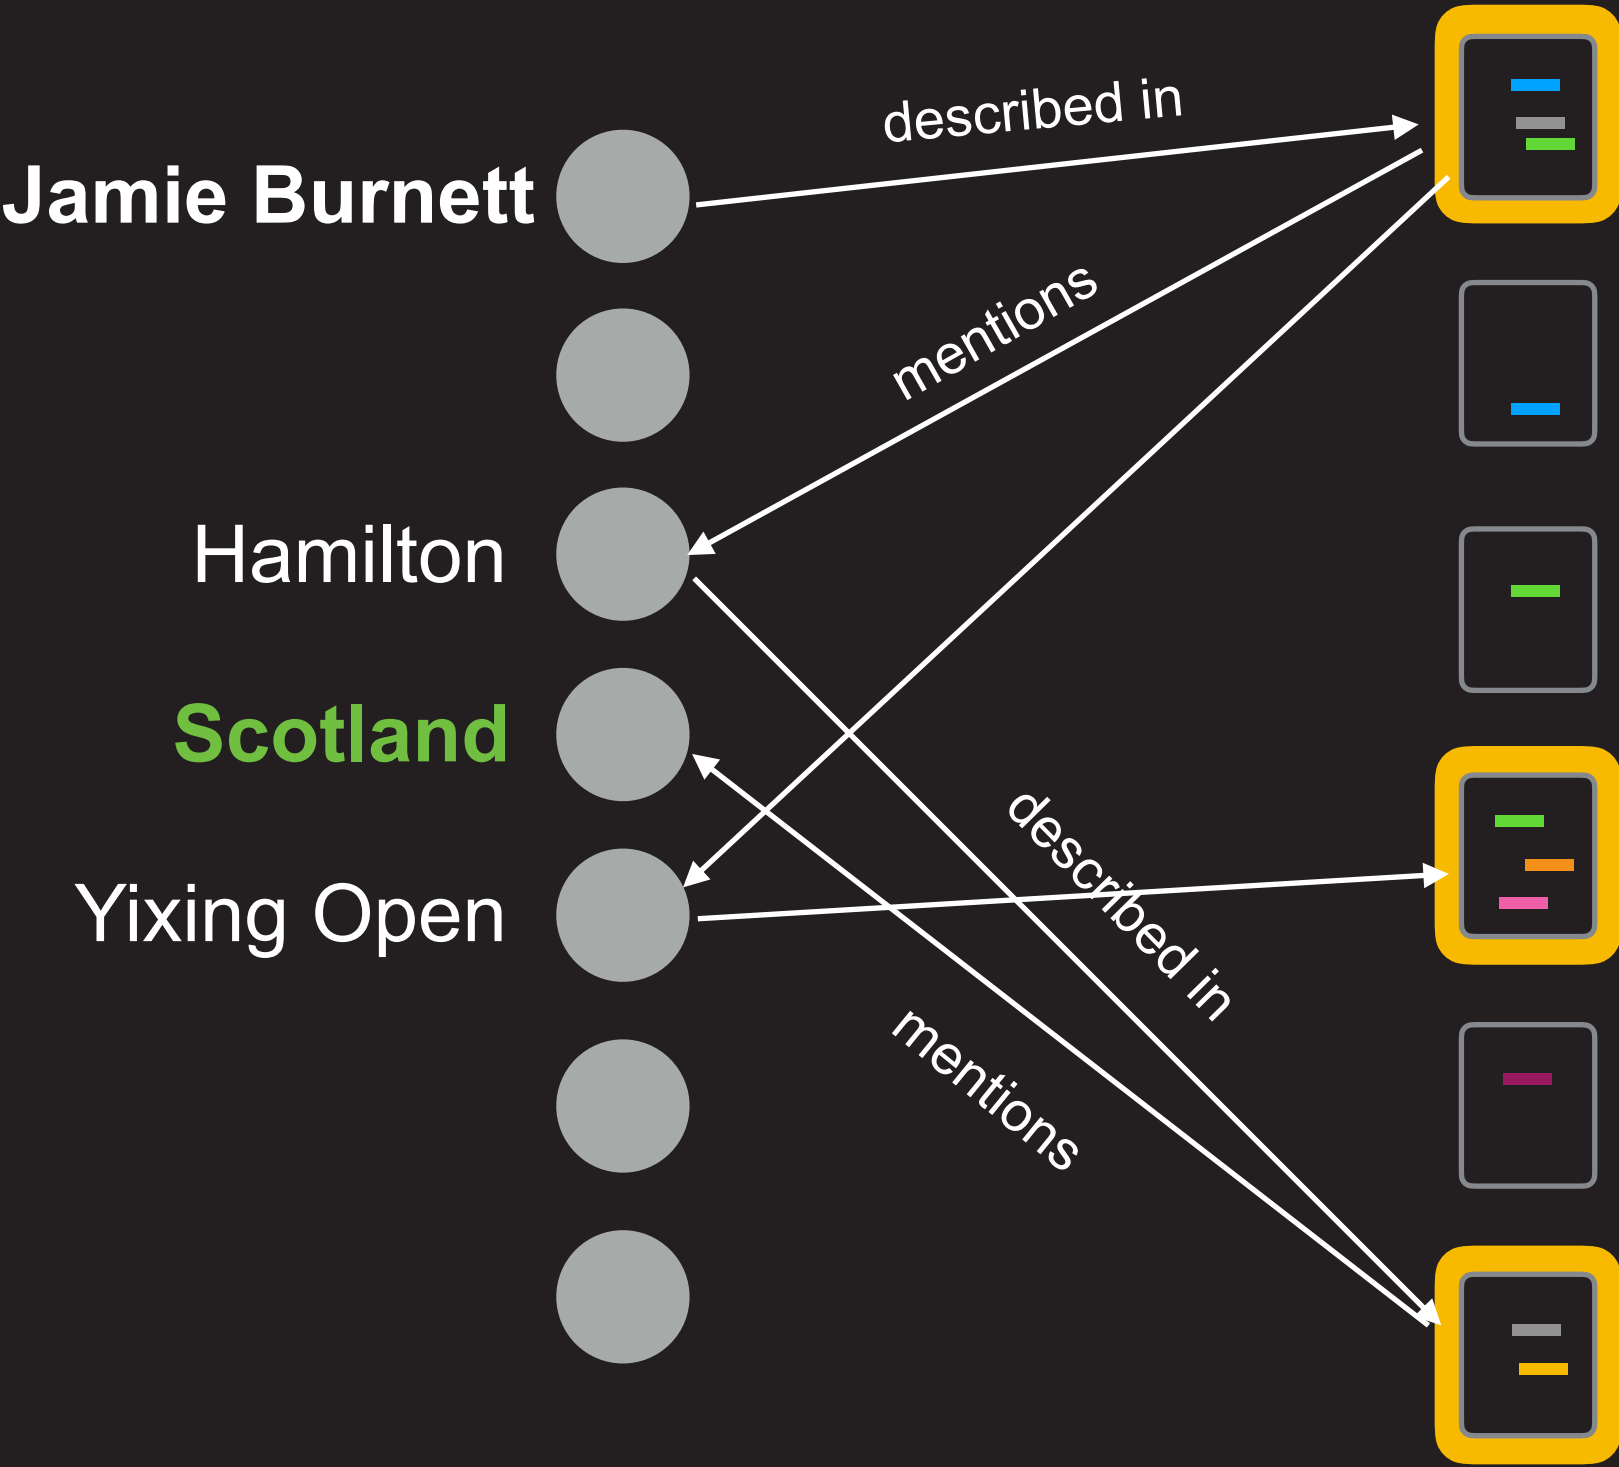 described in
Jamie Burnett
mentions
Hamilton
Scotland
described in
Yixing Open
mentions